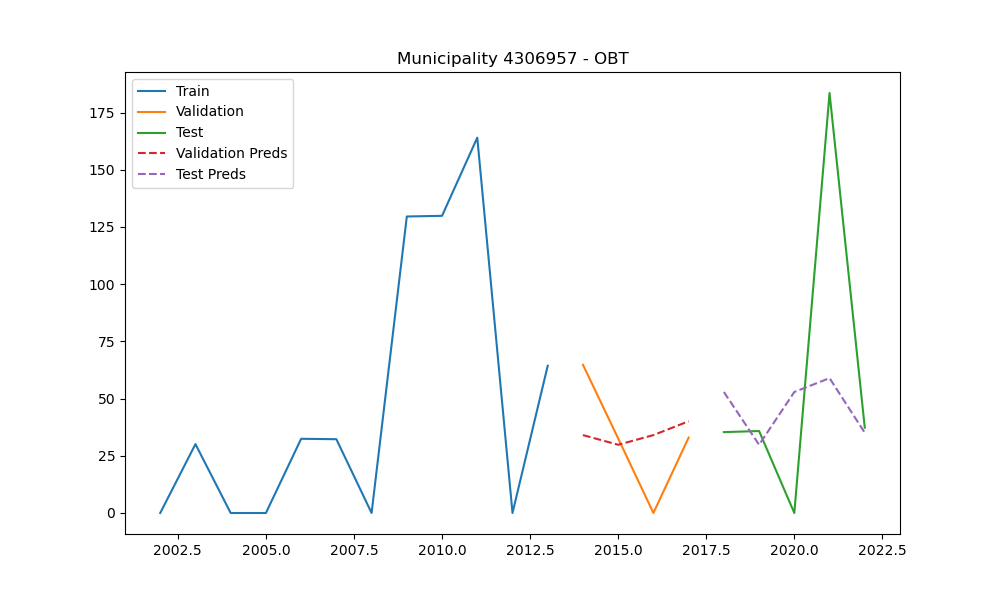 Municipality 4306957 - OBT
Train
Validation
Test
Validation Preds
Test Preds
175
150
125
100
75
50
25
0
2002.5 2005.0 2007.5 2010.0 2012.5 2015.0 2017.5 2020.0 2022.5